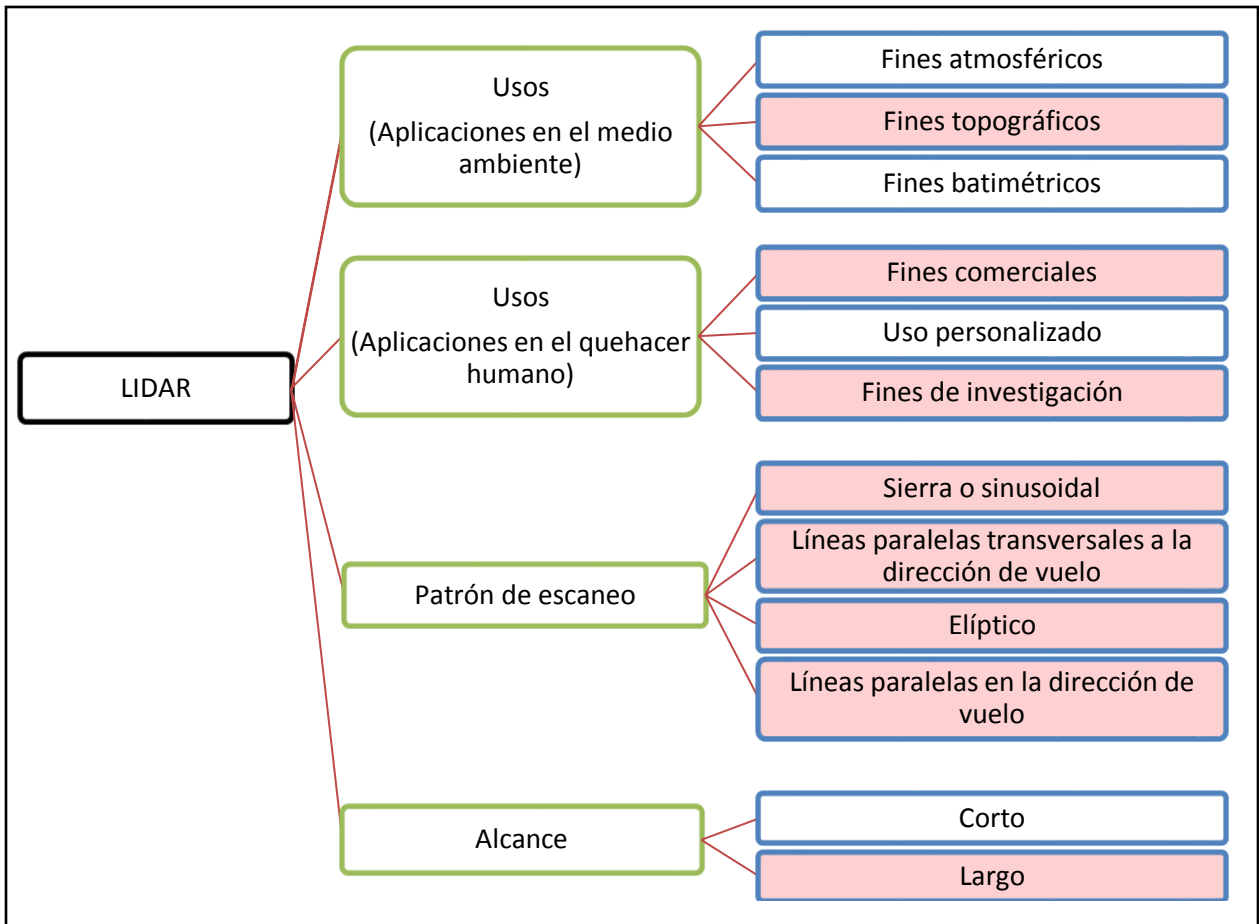 LIDAR
Usos
(Aplicaciones en el medio
ambiente)
Fines atmosféricos
Fines topográficos
Fines batimétricos
Usos
(Aplicaciones en el quehacer
humano)
Fines comerciales
Uso personalizado
Fines de investigación
Patrón de escaneo
Sierra o sinusoidal
Líneas paralelas transversales a la
dirección de vuelo
Elíptico
Líneas paralelas en la dirección de
vuelo
Alcance
Corto
Largo